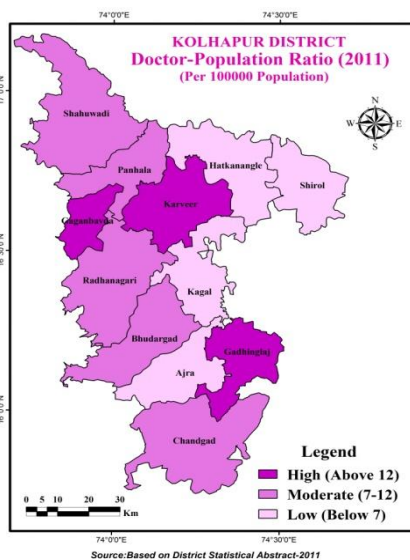 74°0'0"E 74°30'0"E
KOLHAPUR DISTRICT
Doctor-Population Ratio (2011)
(Per 100000 Population)
N
W E
S
Shahuwadi
Panhala
Hatkanangle
Shirol
Karveer
Gaganbavda
Radhanagari
Kagal
Bhudargad
Gadhinglaj
Ajra
Chandgad
Legend
High (Above 12)
Moderate (7-12)
Low (Below 7)
0 5 10 20 30
Km
74°0'0"E 74°30'0"E
Source:Based on District Statistical Abstract-2011